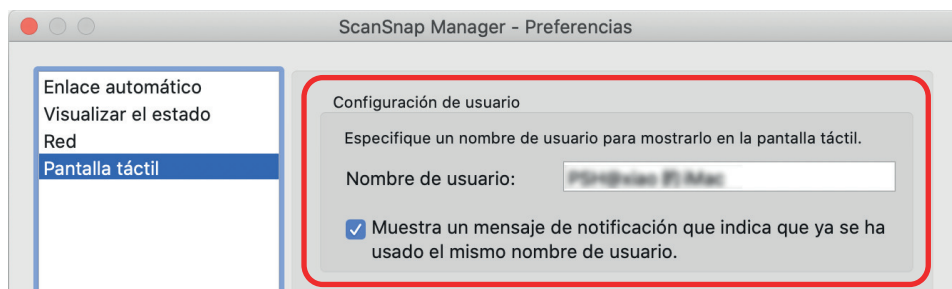 ScanSnap Manager - Preferencias
Enlace automático
Visualizar el estado
Red
Pantalla táctil
Configuración de usuario
Especifique un nombre de usuario para mostrarlo en la pantalla táctil.
Nombre de usuario:
Muestra un mensaje de notificación que indica que ya se ha
usado el mismo nombre de usuario.